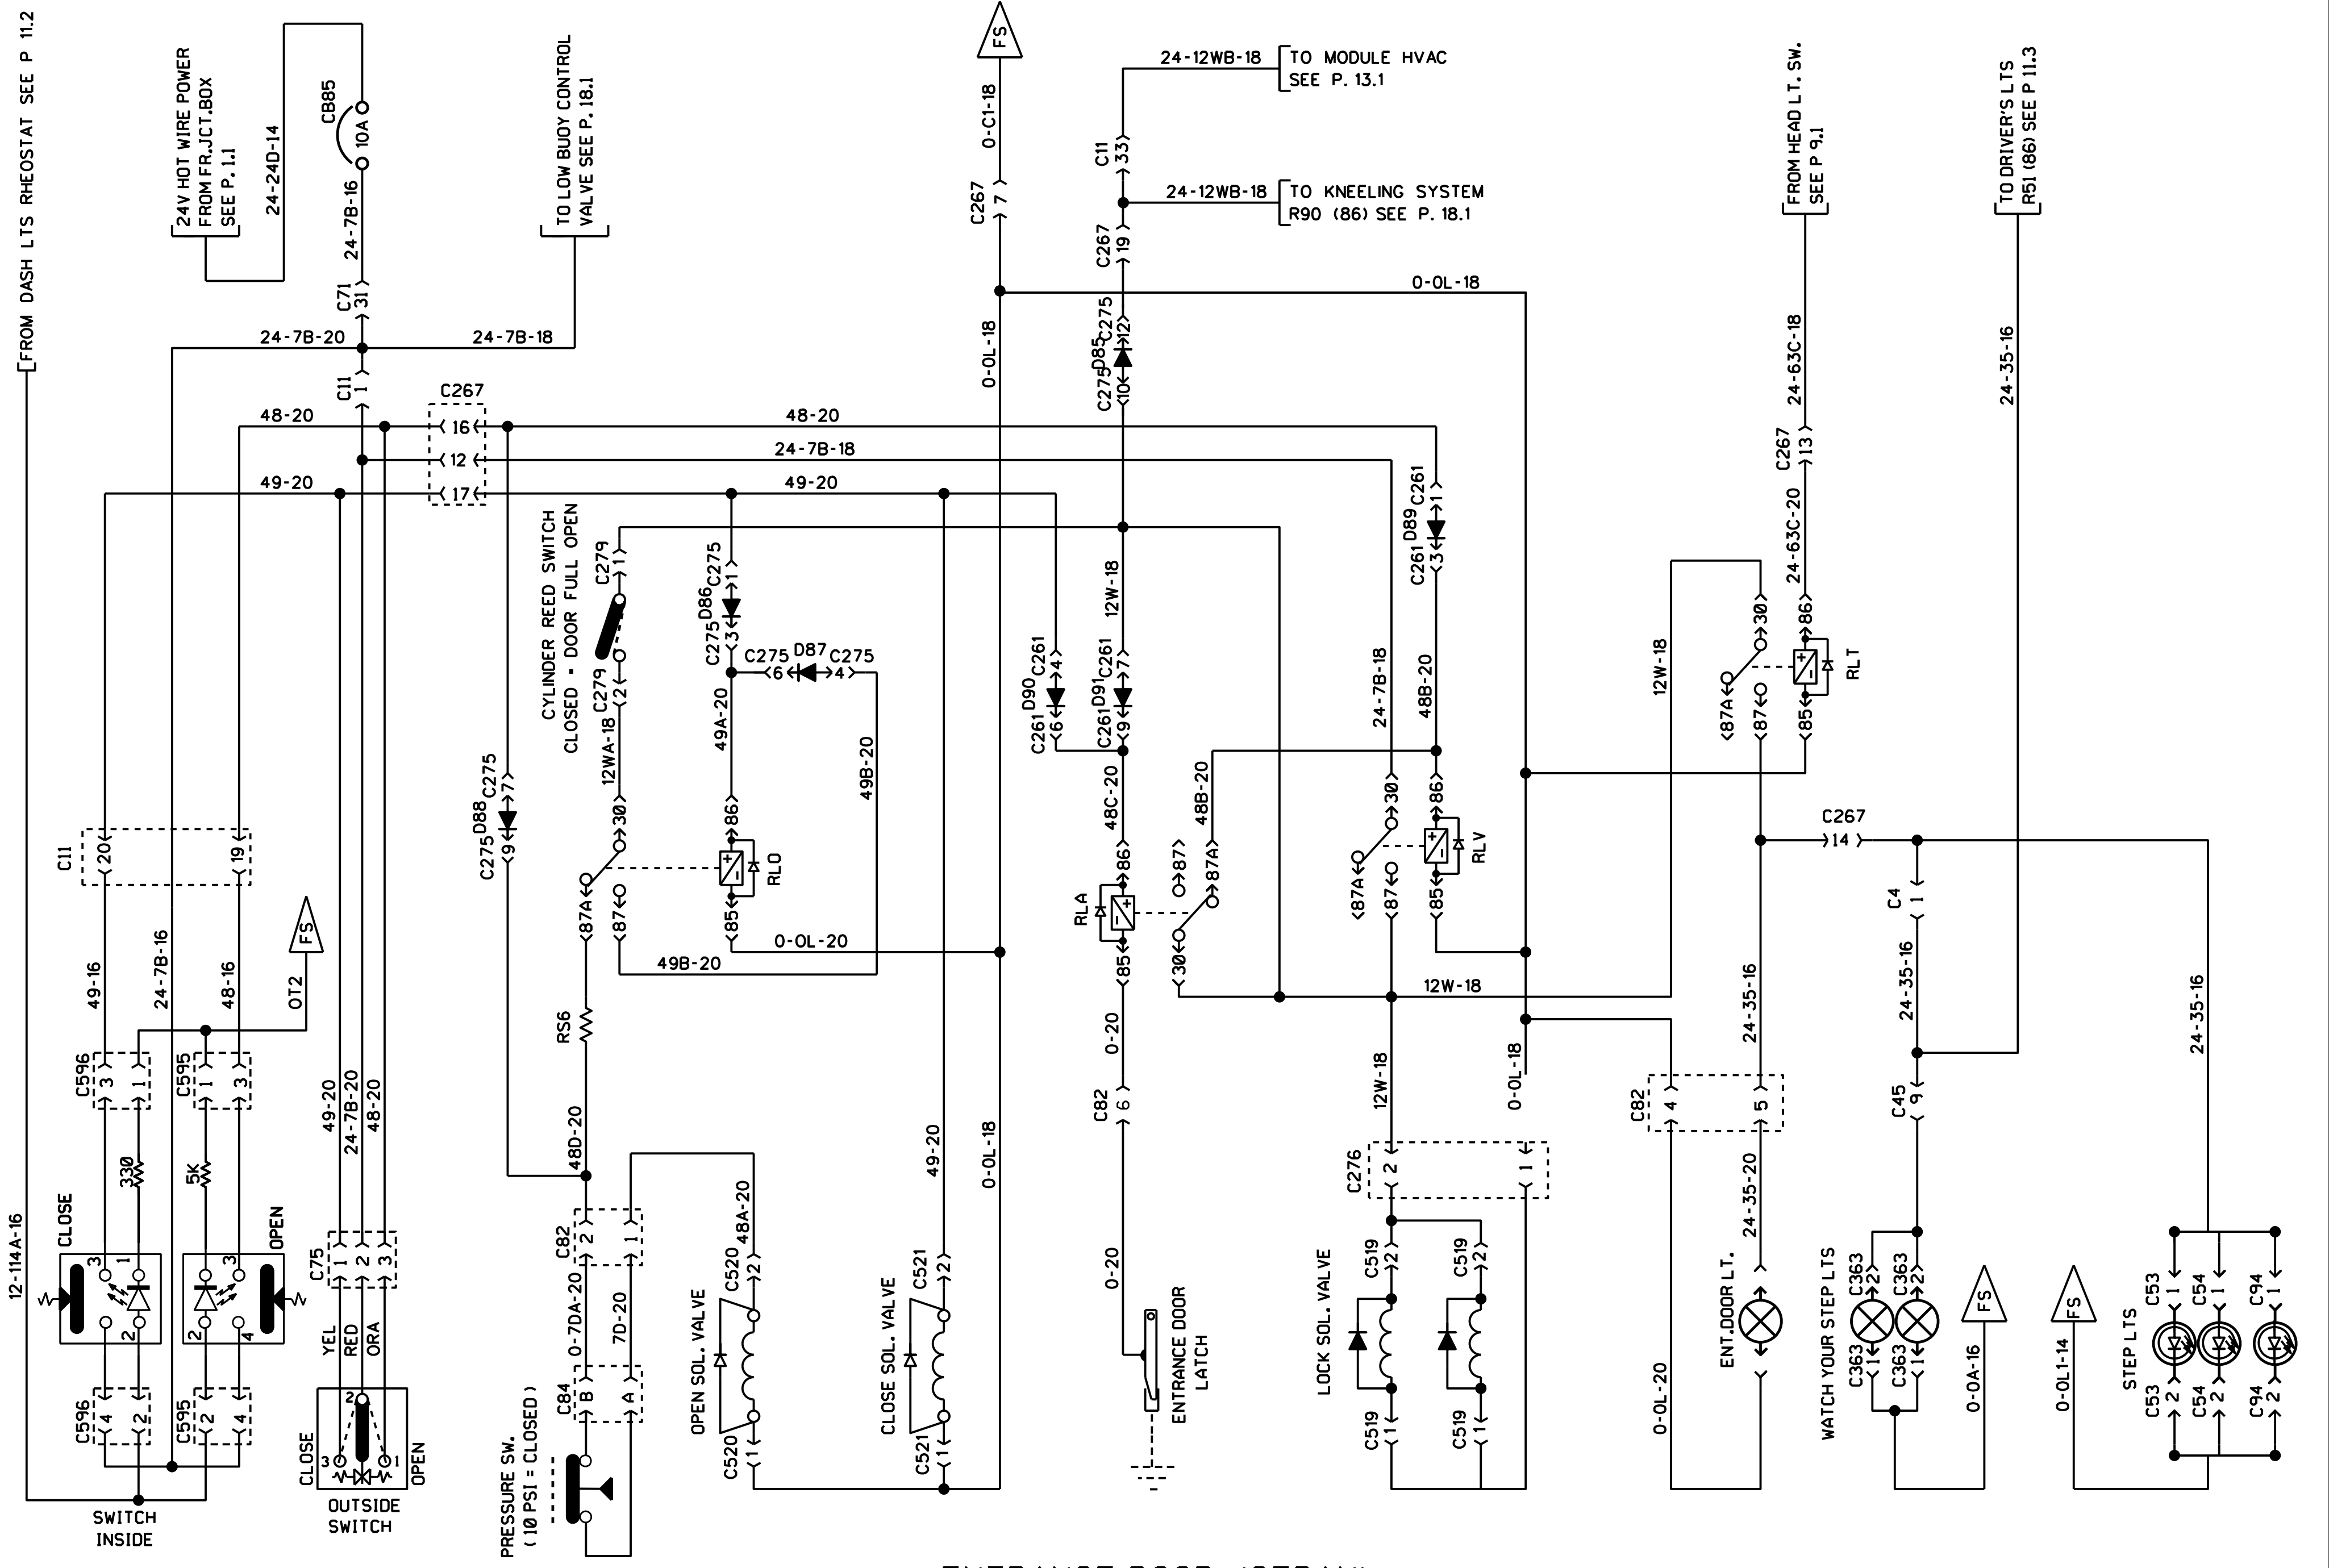 FROM DASH LTS RHEOSTAT SEE P 11.2
24V HOT WIRE POWER
FROM FR.JCT.BOX
SEE P. 1.1
24-24D-14
CB85
10A
24-7B-16
C71
31
TO LOW BUOY CONTROL
VALVE SEE P. 18.1
24-7B-20
24-7B-18
C11
1
FS
0-C1-18
C267
7
24-12WB-18
TO MODULE HVAC
SEE P. 13.1
C11
33
24-12WB-18
TO KNEELING SYSTEM
R90 (86) SEE P. 18.1
C267
19
0-0L-18
0-0L-18
C275
12
D85
C275
10
FROM HEAD LT. SW.
SEE P 9.1
24-63C-18
C267
13
24-63C-20
TO DRIVER'S LTS
R51 (86) SEE P 11.3
24-35-16
C267
48-20
16
48-20
12
24-7B-18
49-20
17
49-20
CYLINDER REED SWITCH
CLOSED = DOOR FULL OPEN
C279
1
C279
2
12WA-18
C275
1
D86
C275
3
C275
D87
C275
6
4
49A-20
49B-20
12W-18
C261
4
D90
C261
6
C261
7
D91
C261
9
C261
1
D89
C261
3
24-7B-18
48B-20
12W-18
30
86
RLT
87A
87
85
C275
7
D88
C275
9
30
86
RLO
87A
87
85
0-0L-20
49B-20
48C-20
48B-20
86
87
87A
RLA
85
30
30
86
RLV
87A
87
85
12W-18
C267
14
C4
1
24-35-16
24-35-16
24-35-16
C11
20
19
FS
49-16
24-7B-16
48-16
OT2
C596
3
1
C595
1
3
330
5K
49-20
24-7B-20
48-20
RS6
48D-20
49-20
0-0L-18
0-20
C82
6
12W-18
0-0L-18
C276
2
1
C82
4
5
C45
9
24-35-20
12-114A-16
CLOSE
3
1
2
OPEN
3
2
4
C75
1
2
3
YEL
RED
ORA
C596
4
2
C595
2
4
SWITCH
INSIDE
CLOSE
2
3
1
OPEN
OUTSIDE
SWITCH
C82
2
1
0-7DA-20
7D-20
C84
B
A
PRESSURE SW.
( 10 PSI = CLOSED )
48A-20
C520
2
OPEN SOL. VALVE
C520
1
C521
2
CLOSE SOL. VALVE
C521
1
0-20
ENTRANCE DOOR
LATCH
LOCK SOL. VALVE
C519
2
C519
2
C519
1
C519
1
0-0L-20
ENT.DOOR LT.
WATCH YOUR STEP LTS
C363
2
C363
2
C363
1
C363
1
FS
0-0A-16
FS
0-0L1-14
STEP LTS
C53
1
C54
1
C94
1
C53
2
C54
2
C94
2